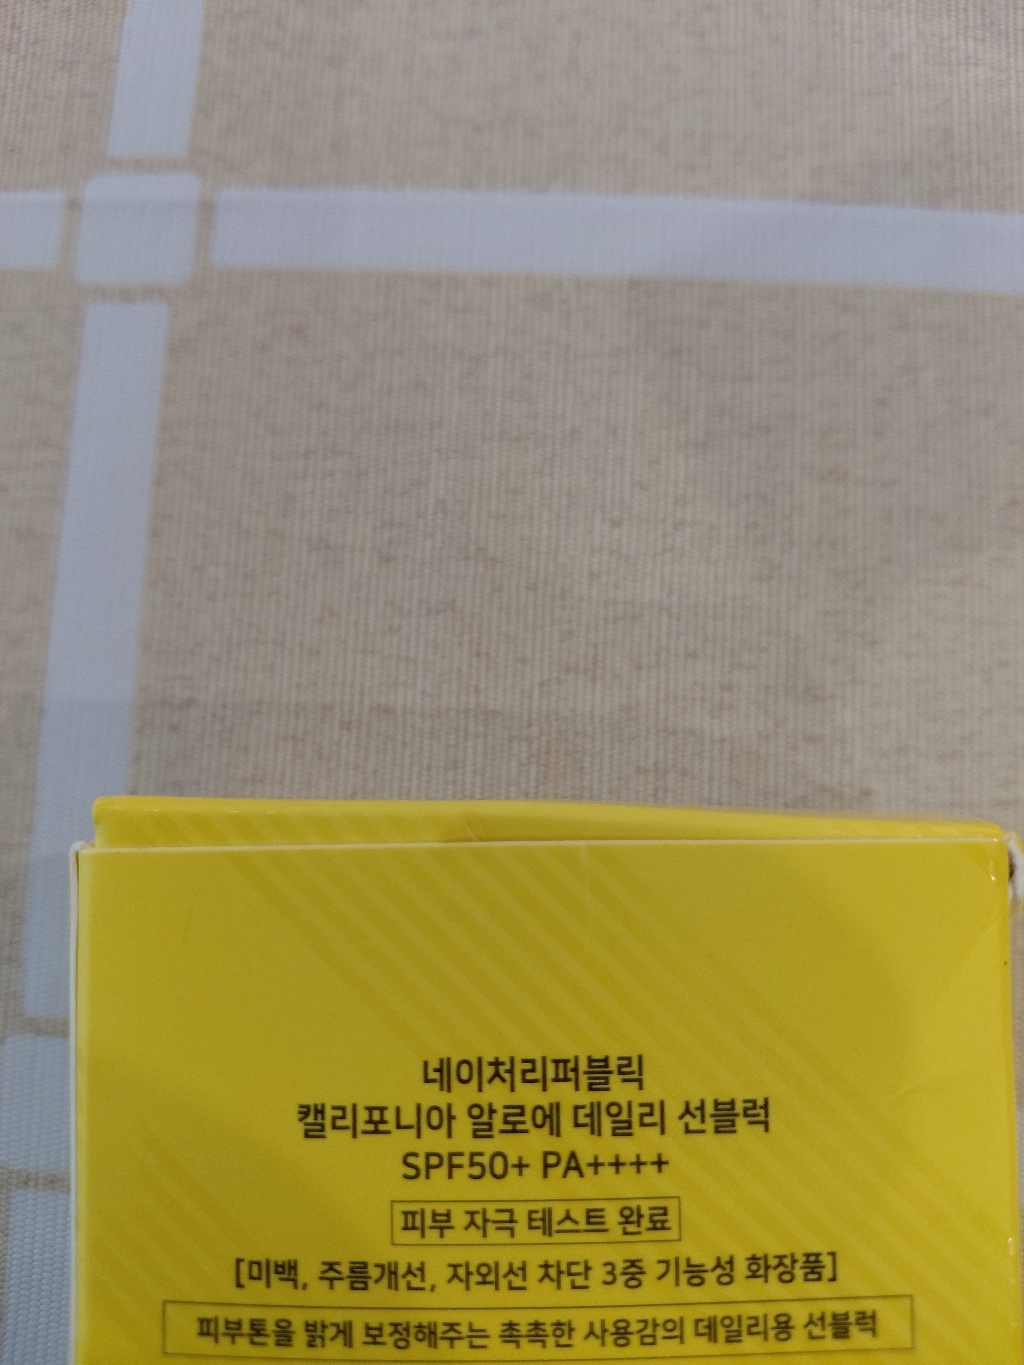 네이처리퍼블릭
캘리포니아 알로에 데일리 선블럭
SPF50+ PA++++
피부 자극 테스트 완료
[미백, 주름개선, 자외선 차단 3중 기능성 화장품]
피부톤을 밝게 보정해주는 촉촉한 사용감의 데일리용 선블럭